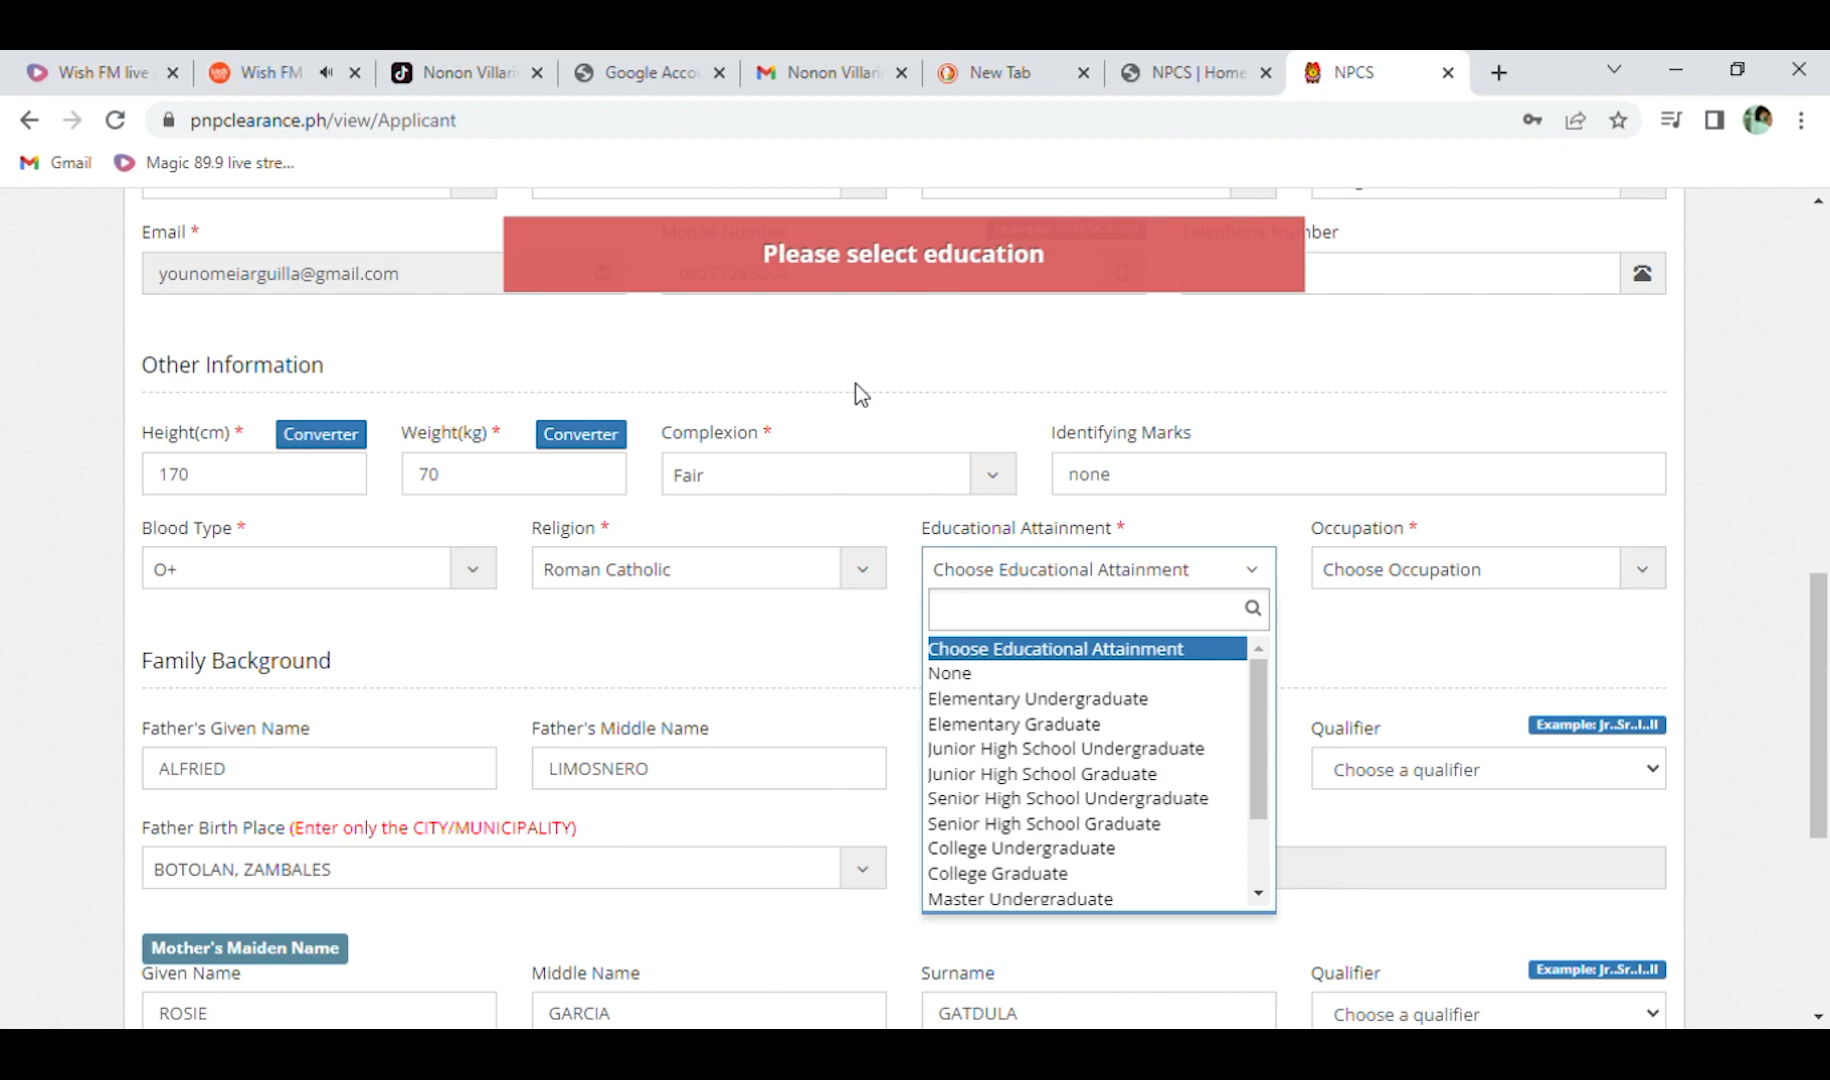 Wish FM live
Wish FM
Nonon Villari
Google Accou
Nonon Villari
New Tab
NPCS | Home
NPCS
pnpclearance.ph/view/Applicant
Gmail
Magic 89.9 live stre...
Email *
Mobile Number
Telephone Number
Please select education
younomeiarguilla@gmail.com
Other Information
Height(cm) *
Converter
Weight(kg) *
Converter
Complexion *
Identifying Marks
170
70
Fair
none
Blood Type *
Religion *
Educational Attainment *
Occupation *
O+
Roman Catholic
Choose Educational Attainment
Choose Occupation
Choose Educational Attainment
None
Elementary Undergraduate
Elementary Graduate
Junior High School Undergraduate
Junior High School Graduate
Senior High School Undergraduate
Senior High School Graduate
College Undergraduate
College Graduate
Master Undergraduate
Family Background
Father's Given Name
Father's Middle Name
Qualifier
Example: Jr..Sr..I..II
ALFRIED
LIMOSNERO
Choose a qualifier
Father Birth Place (Enter only the CITY/MUNICIPALITY)
BOTOLAN, ZAMBALES
Mother's Maiden Name
Given Name
Middle Name
Surname
Qualifier
Example: Jr..Sr..I..II
ROSIE
GARCIA
GATDULA
Choose a qualifier